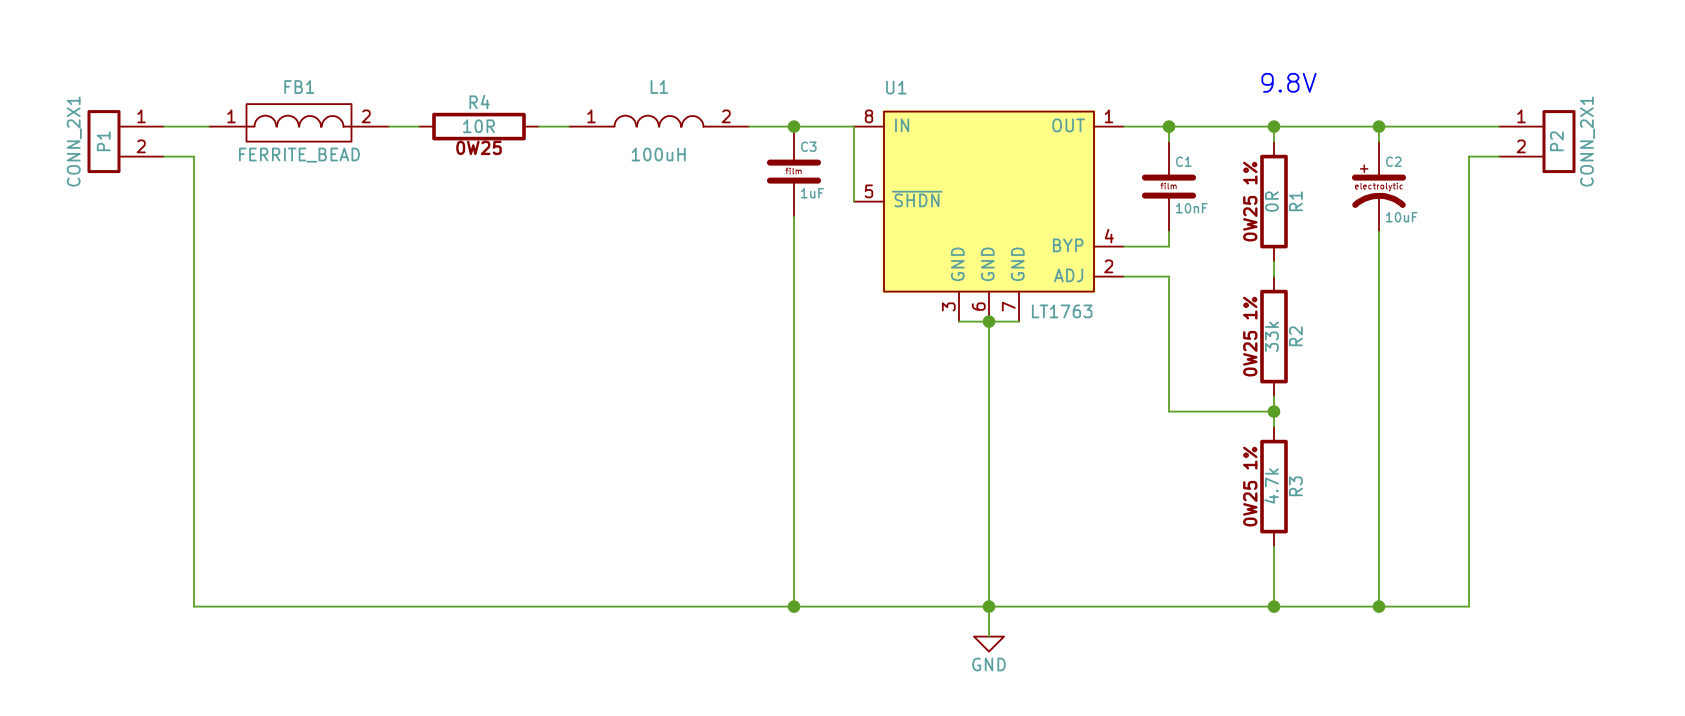 9.8V
CONN_2X1
P1
1
2
FB1
1
2
FERRITE_BEAD
R4
10R
0W25
L1
1
2
100uH
C3
film
1uF
U1
8
IN
5
SHDN
OUT
1
BYP
4
ADJ
2
GND
GND
GND
3
6
7
LT1763
C1
film
10nF
0W25 1%
0R
R1
0W25 1%
33k
R2
0W25 1%
4.7k
R3
+
C2
electrolytic
10uF
1
2
P2
CONN_2X1
GND